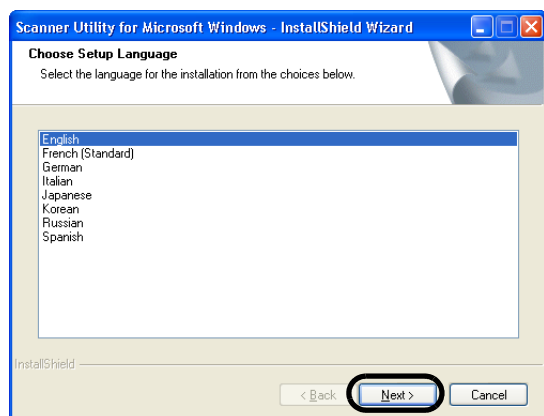 Scanner Utility for Microsoft Windows - InstallShield Wizard
Choose Setup Language
Select the language for the installation from the choices below.
English
French (Standard)
German
Italian
Japanese
Korean
Russian
Spanish
InstallShield
< Back Next > Cancel